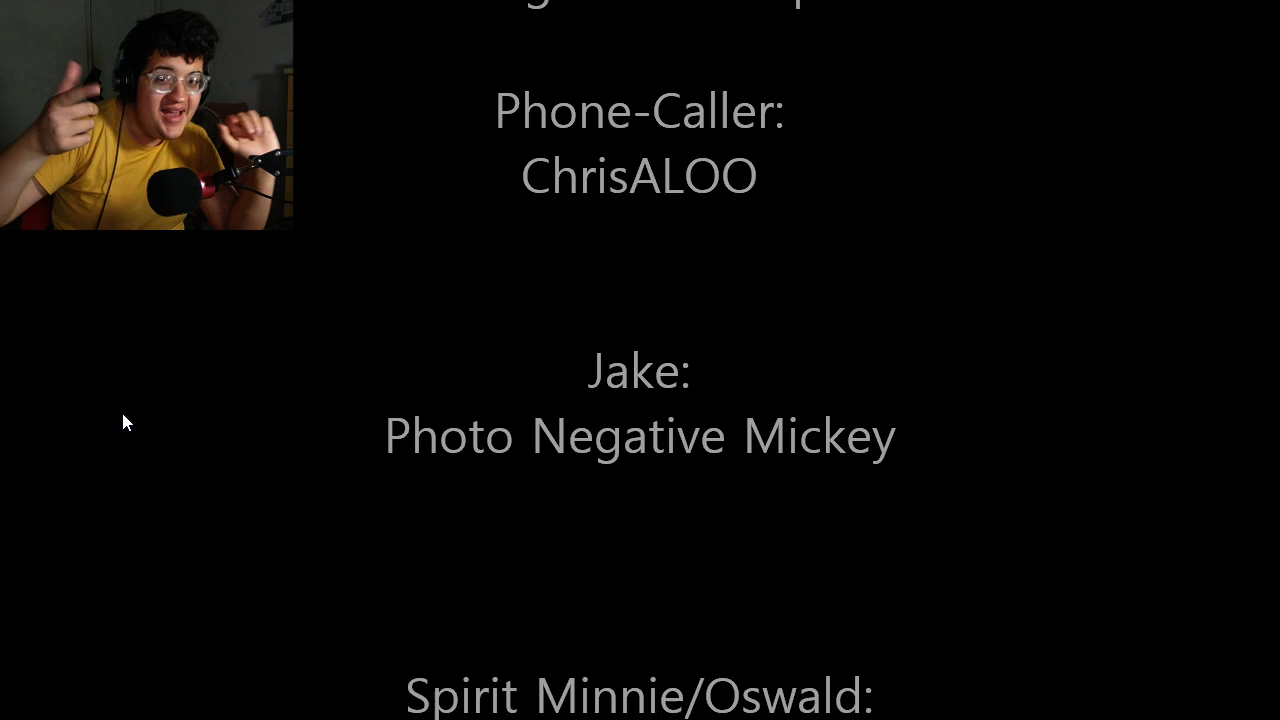 Phone-Caller:
ChrisALOO
Jake:
Photo Negative Mickey
Spirit Minnie/Oswald: